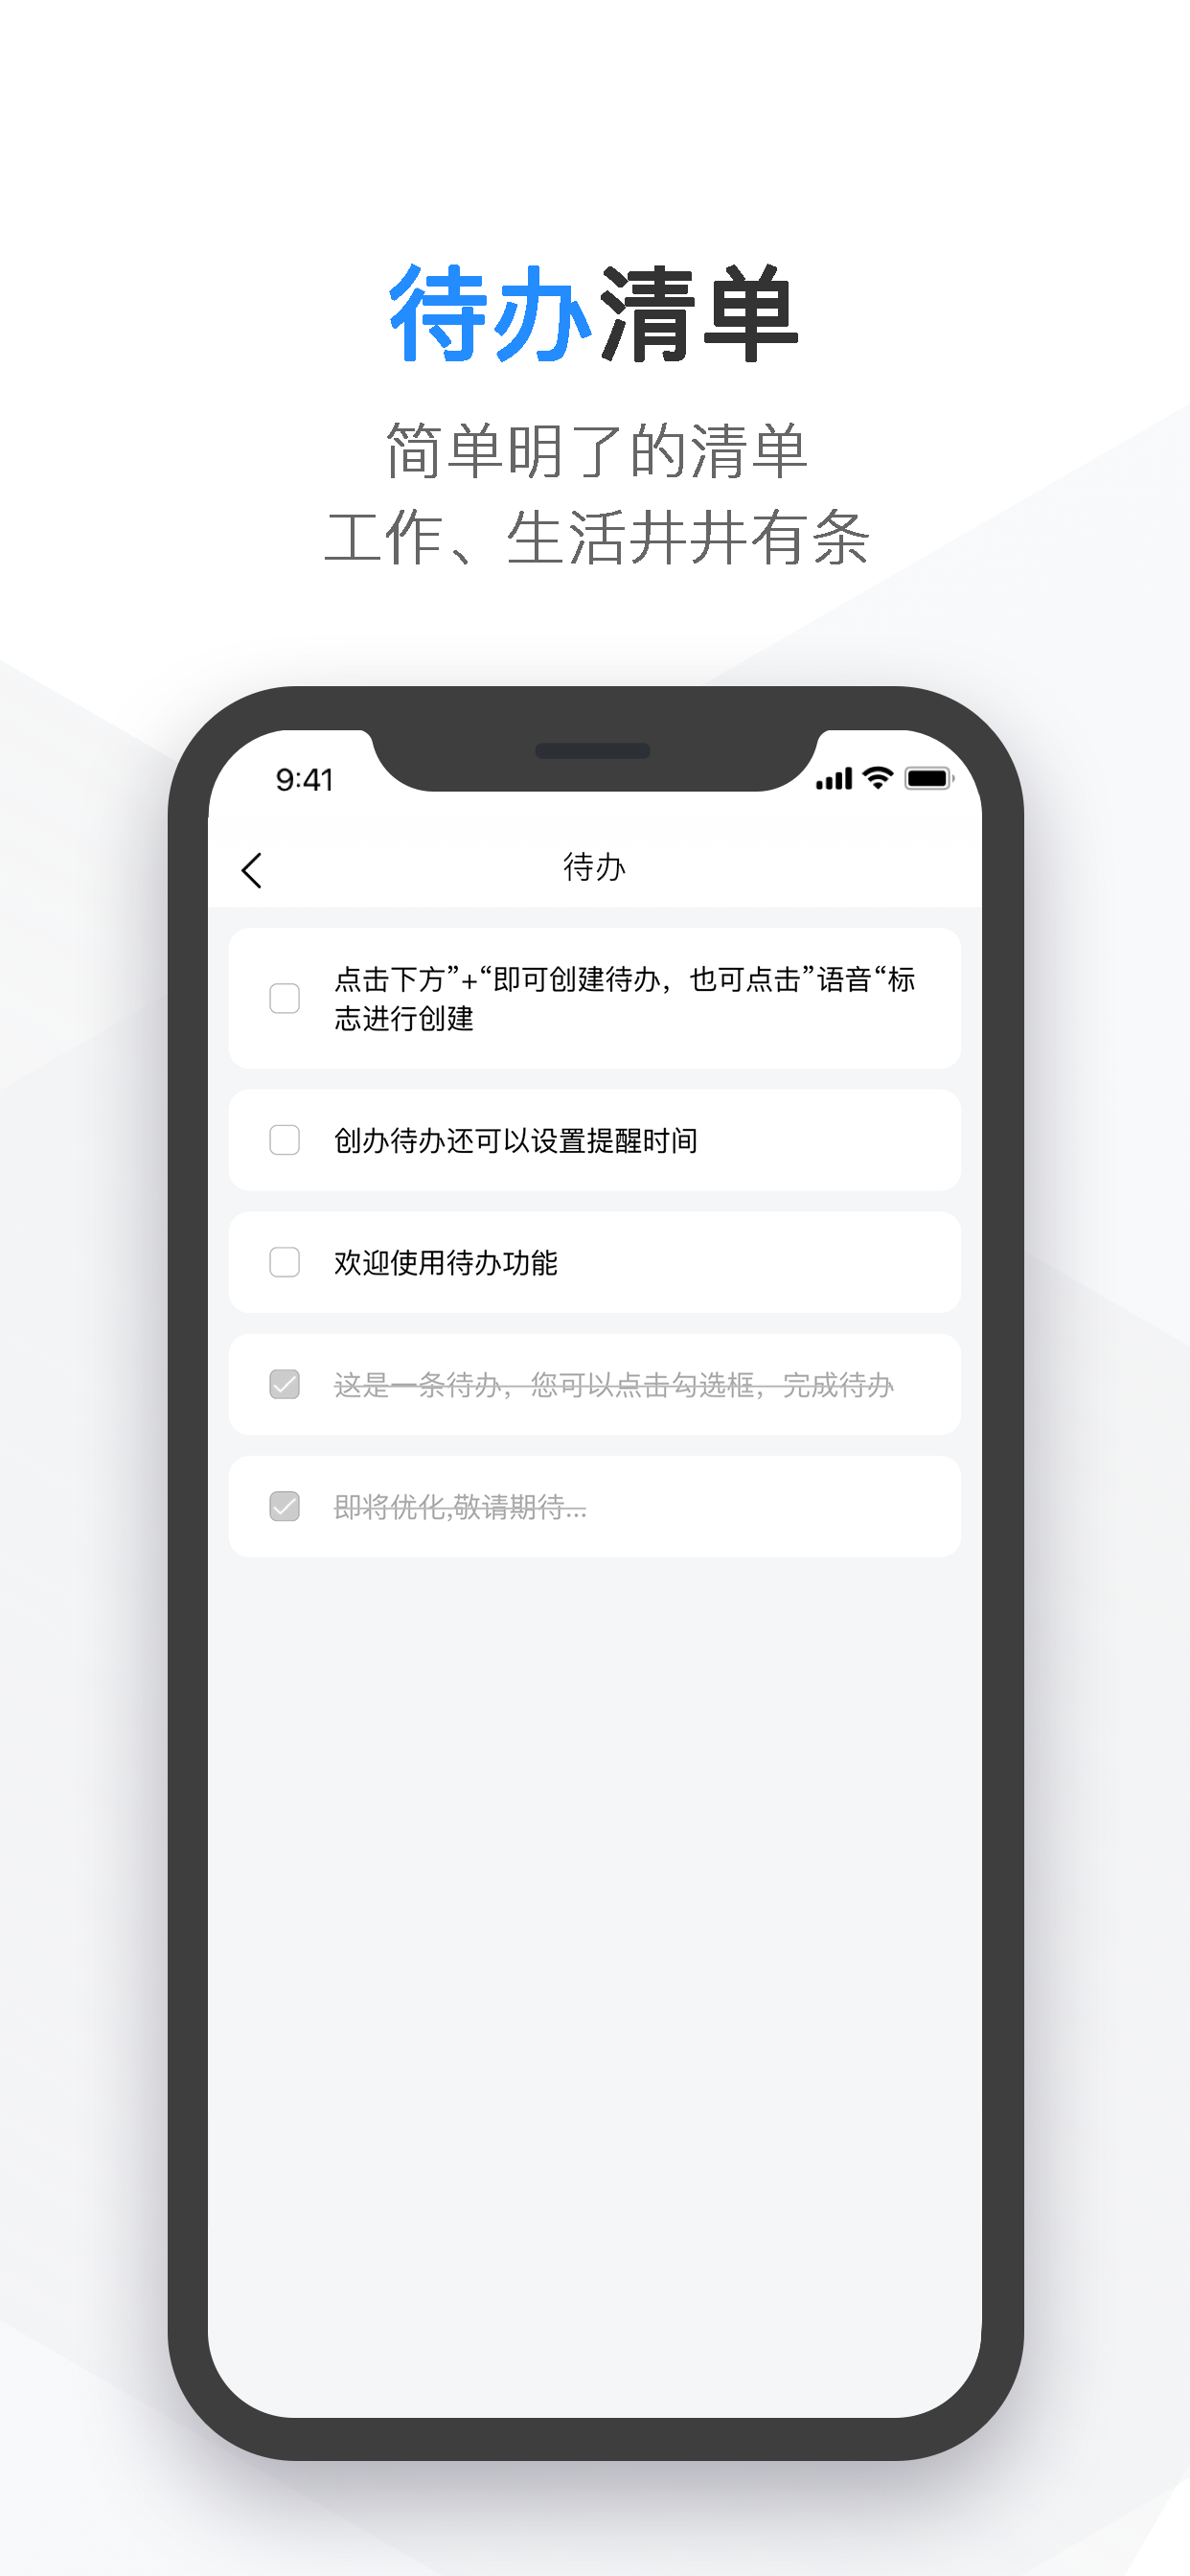 待办清单
简单明了的清单
工作、生活井井有条
9:41
待办
点击下方”+“即可创建待办，也可点击”语音“标
志进行创建
创办待办还可以设置提醒时间
欢迎使用待办功能
这是一条待办，您可以点击勾选框，完成待办
即将优化,敬请期待...